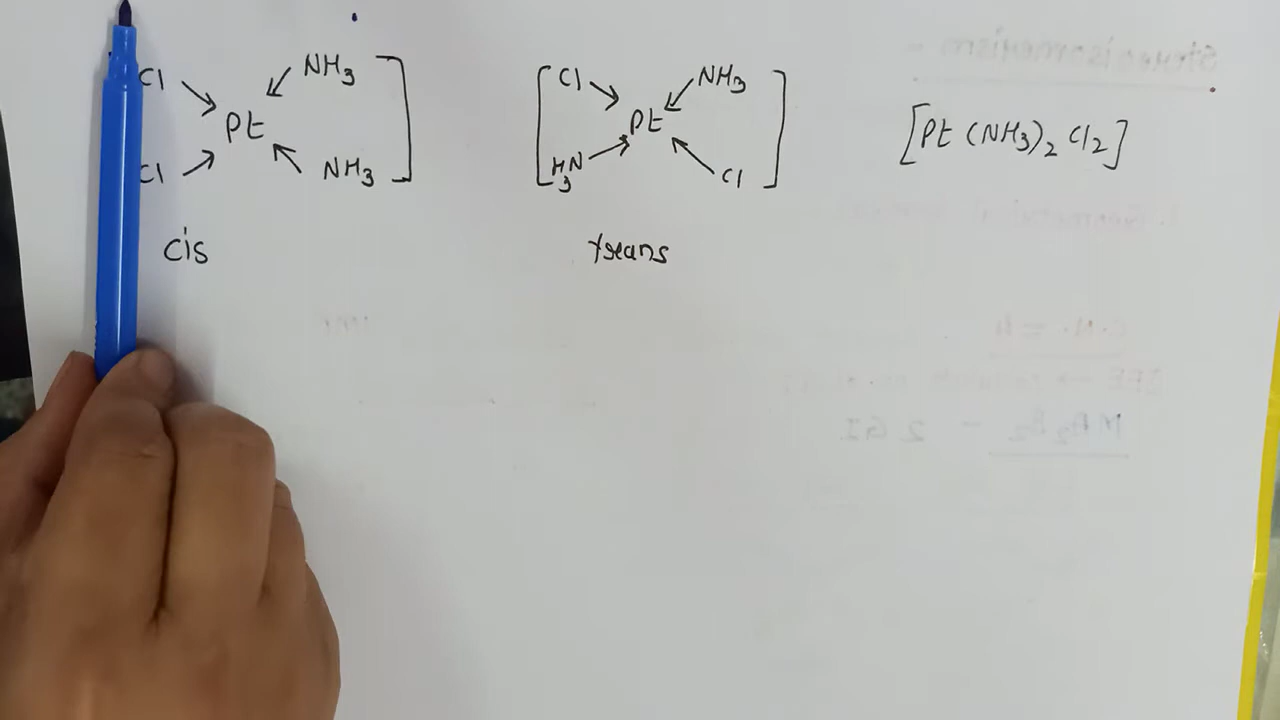 Cl NH3 Cl NH3 [Pt (NH3)2 Cl2]
Pt Pt
Cl NH3 H3N Cl
cis trans